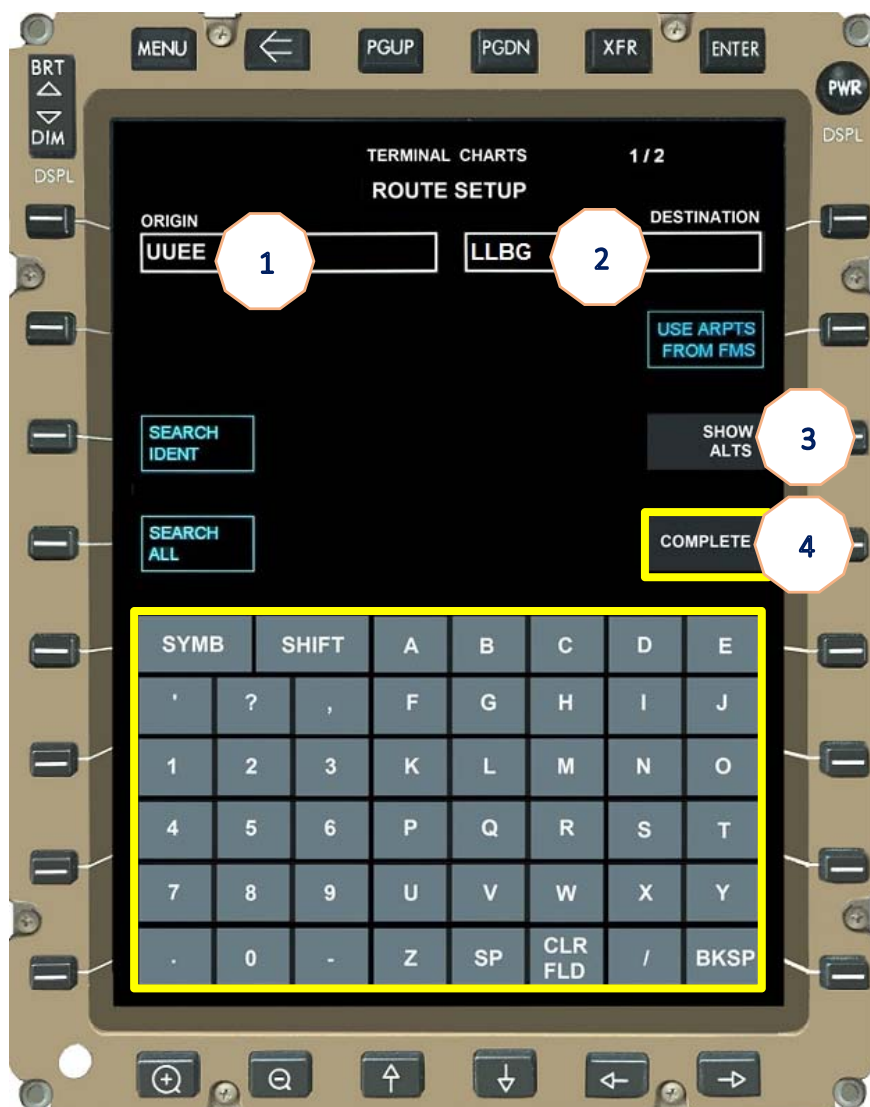 MENU
PGUP
PGDN
XFR
ENTER
BRT
DIM
DSPL
PWR
DSPL
TERMINAL CHARTS 1/2
ROUTE SETUP
ORIGIN
DESTINATION
UUEE
1
LLBG
2
USE ARPTS
FROM FMS
SEARCH
IDENT
SHOW
ALTS
3
SEARCH
ALL
COMPLETE
4
SYMB SHIFT A B C D E
' ? , F G H I J
1 2 3 K L M N O
4 5 6 P Q R S T
7 8 9 U V W X Y
. 0 - Z SP CLR FLD / BKSP